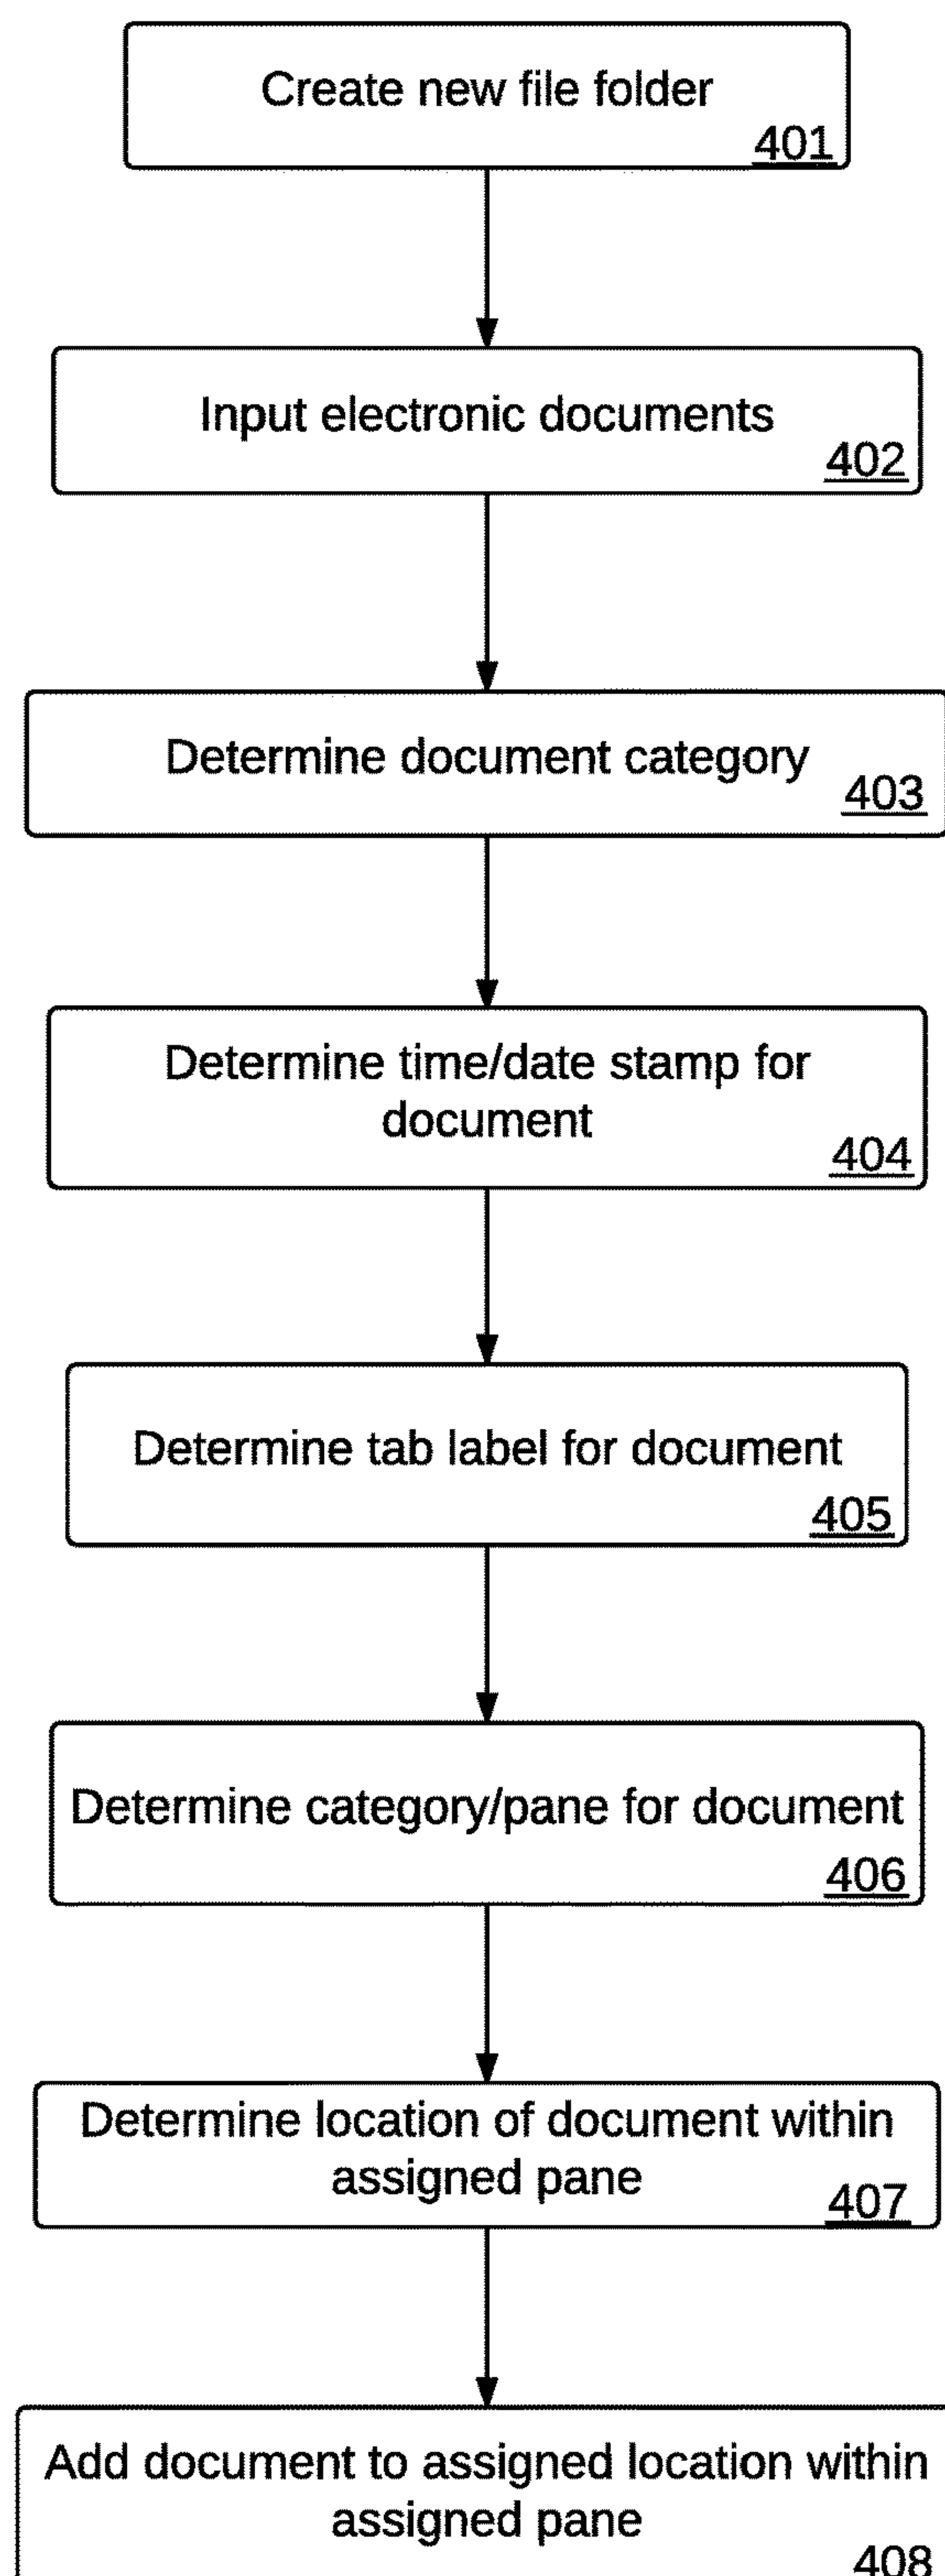 Create new file folder
401
Input electronic documents
402
Determine document category
403
Determine time/date stamp for
document
404
Determine tab label for document
405
Determine category/pane for document
406
Determine location of document within
assigned pane
407
Add document to assigned location within
assigned pane
408